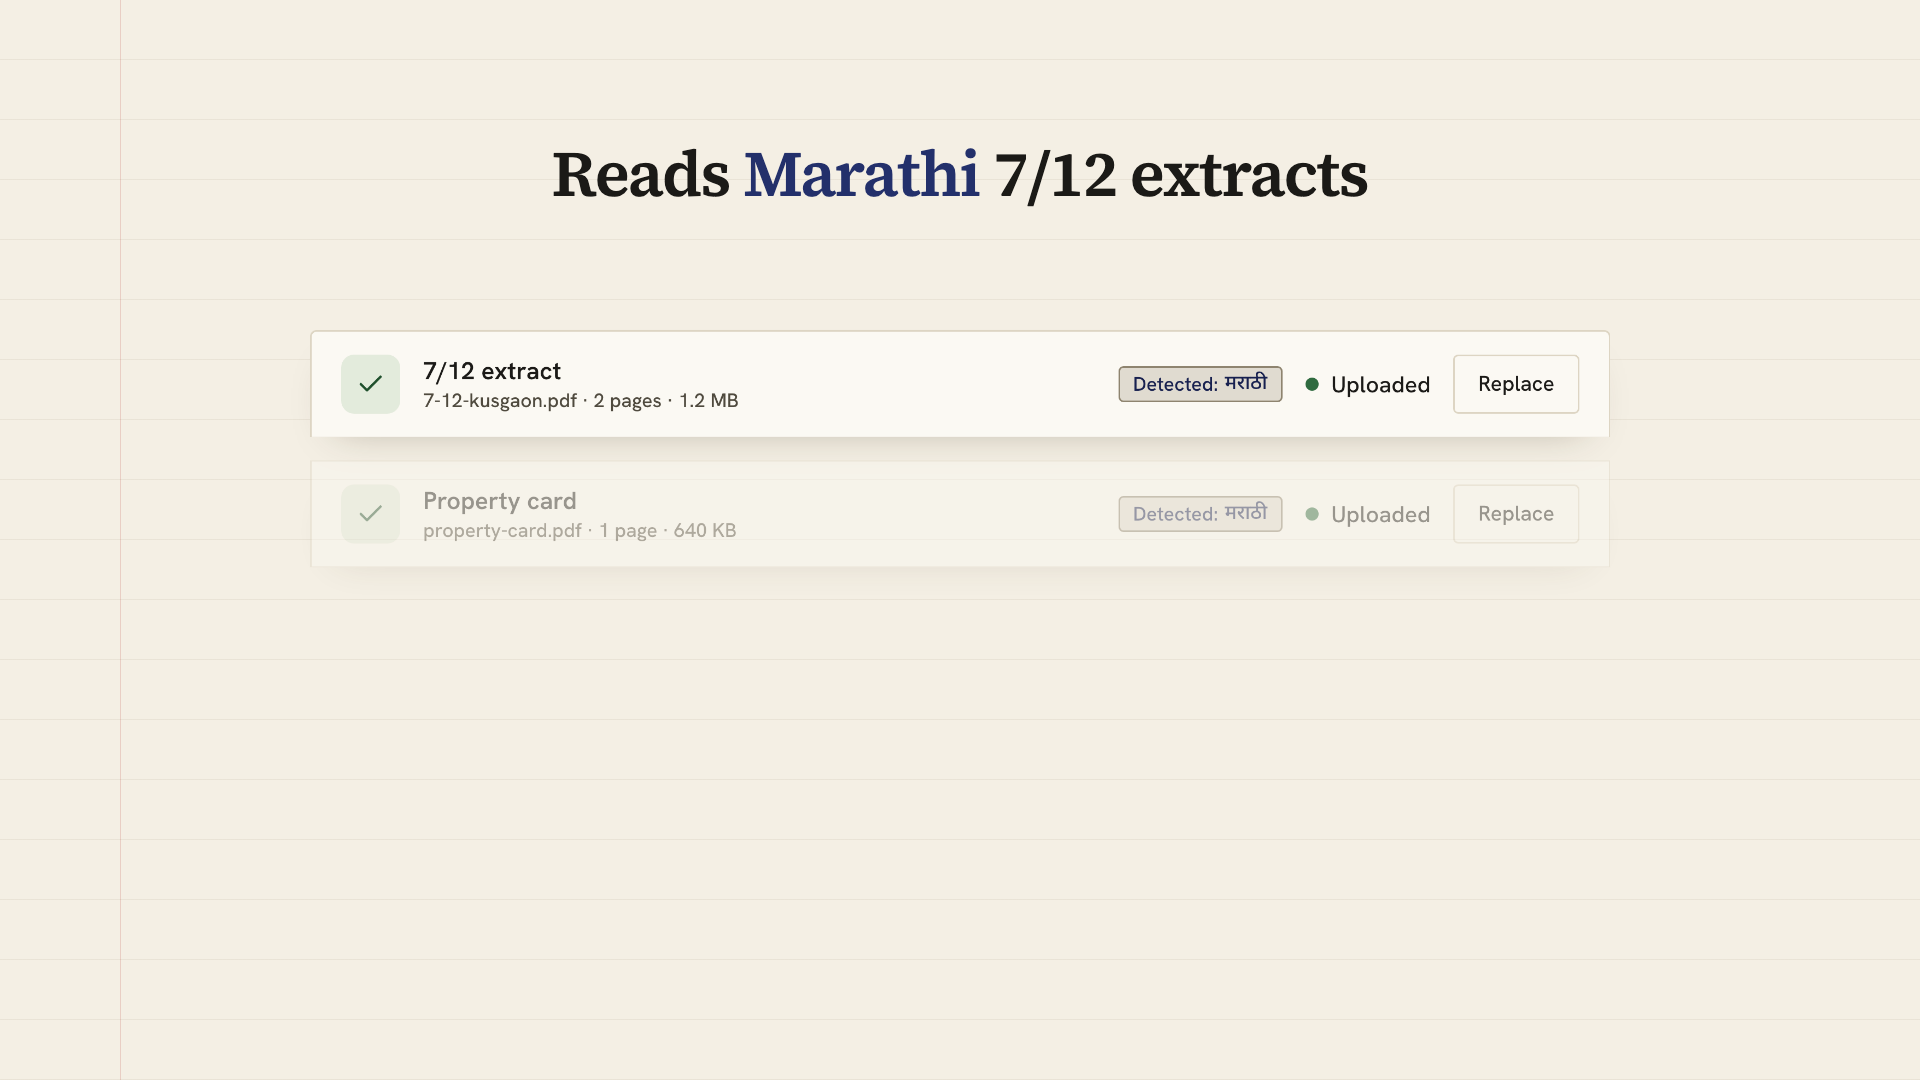 Reads Marathi 7/12 extracts
7/12 extract
7-12-kusgaon.pdf · 2 pages · 1.2 MB
Detected: मराठी
Uploaded
Replace
Property card
property-card.pdf · 1 page · 640 KB
Detected: मराठी
Uploaded
Replace